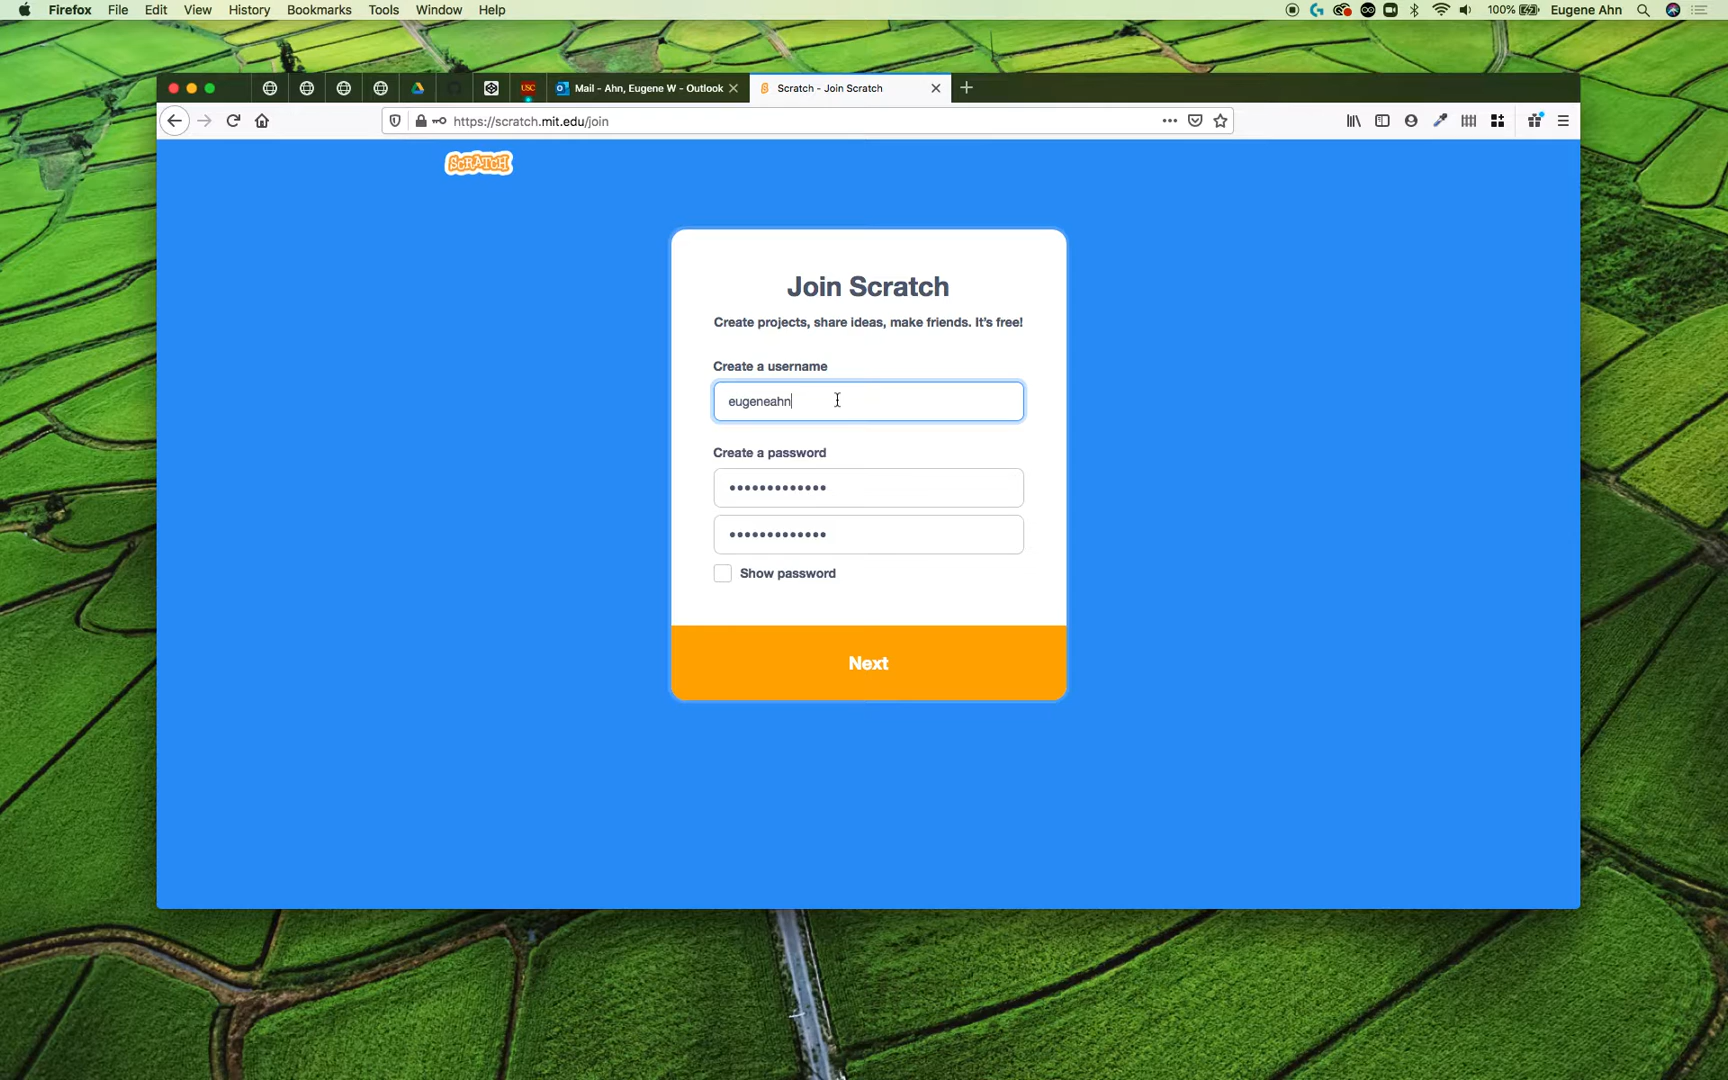 Firefox File Edit View History Bookmarks Tools Window Help 100% Eugene Ahn
USC Mail - Ahn, Eugene W - Outlook Scratch - Join Scratch
https://scratch.mit.edu/join
SCRATCH
Join Scratch
Create projects, share ideas, make friends. It's free!
Create a username
eugeneahn
Create a password
•••••••••••••
•••••••••••••
Show password
Next